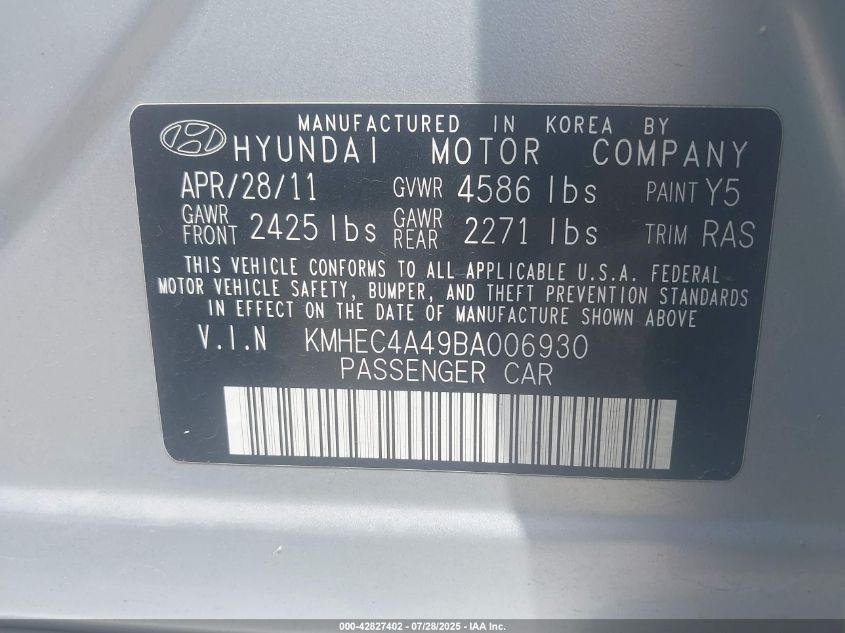 MANUFACTURED IN KOREA BY
HYUNDAI MOTOR COMPANY
APR/28/11 GVWR 4586 lbs PAINT Y5
GAWR FRONT 2425 lbs GAWR REAR 2271 lbs TRIM RAS
THIS VEHICLE CONFORMS TO ALL APPLICABLE U.S.A. FEDERAL
MOTOR VEHICLE SAFETY, BUMPER, AND THEFT PREVENTION STANDARDS
IN EFFECT ON THE DATE OF MANUFACTURE SHOWN ABOVE
V.I.N KMHEC4A49BA006930
PASSENGER CAR
000-42827402 - 07/28/2025 - IAA Inc.